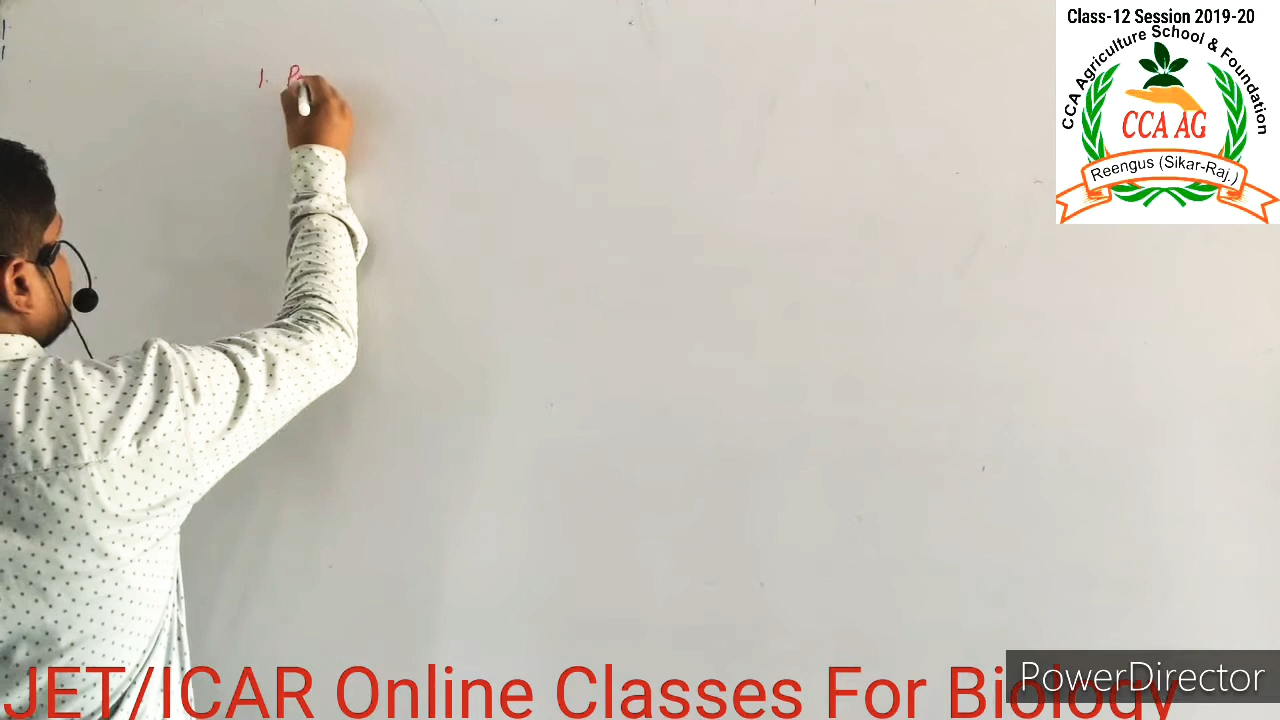 Class-12 Session 2019-20
CCA Agriculture School & Foundation
CCA AG
Reengus (Sikar-Raj.)
1. P
JET/ICAR Online Classes For Biology
PowerDirector